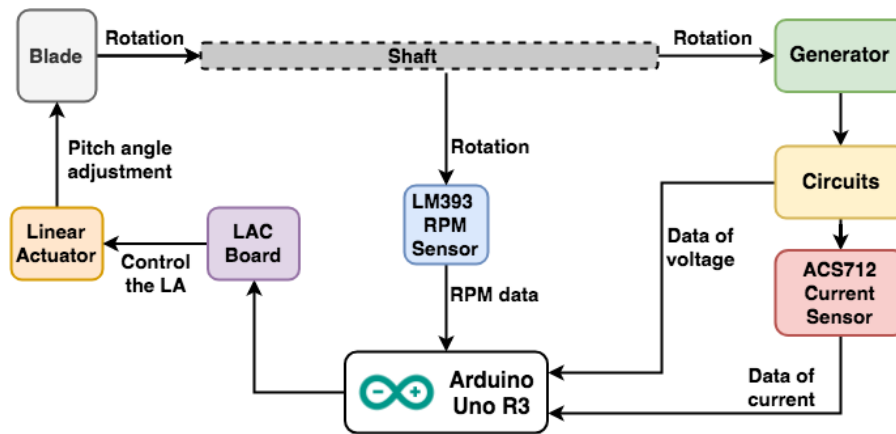 Blade
Rotation
Shaft
Rotation
Generator
Pitch angle
adjustment
Rotation
Circuits
Linear
Actuator
Control
the LA
LAC
Board
LM393
RPM
Sensor
Data of
voltage
ACS712
Current
Sensor
RPM data
Arduino
Uno R3
Data of
current